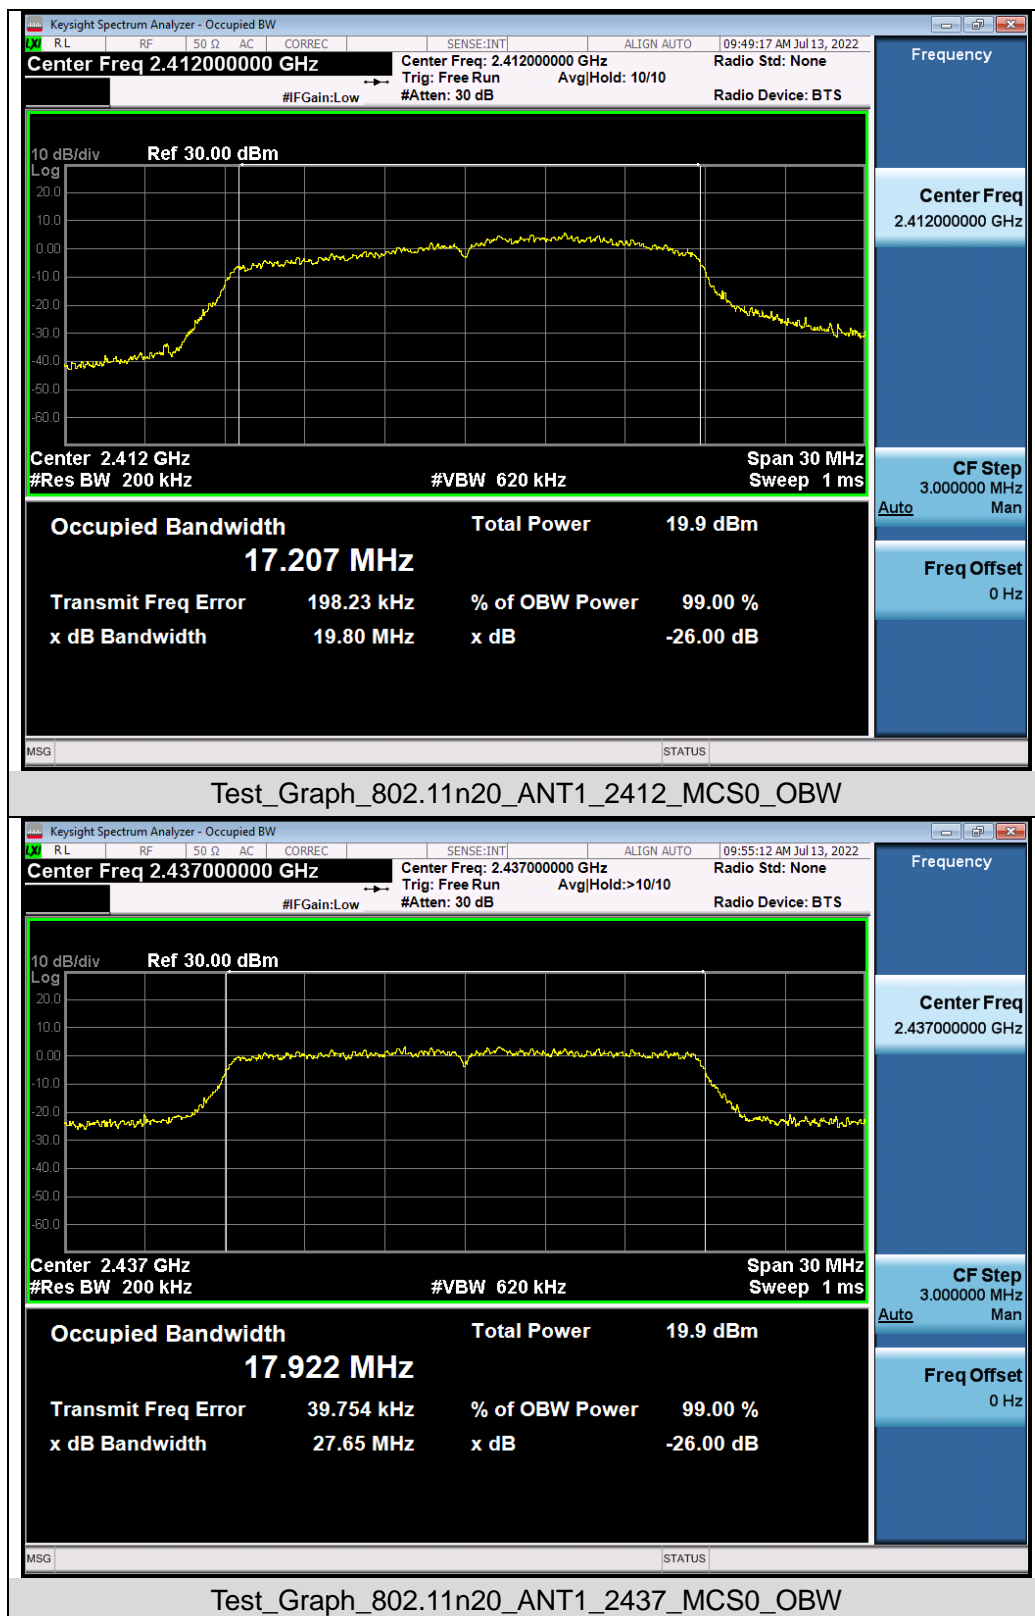 Keysight Spectrum Analyzer - Occupied BW
LXI RL RF 50 Ω AC CORREC SENSE:INT ALIGN AUTO 09:49:17 AM Jul 13, 2022
Center Freq 2.412000000 GHz Center Freq: 2.412000000 GHz Radio Std: None
Trig: Free Run Avg|Hold: 10/10
#IFGain:Low #Atten: 30 dB Radio Device: BTS
Frequency
10 dB/div Ref 30.00 dBm
Log
20.0
10.0
0.00
-10.0
-20.0
-30.0
-40.0
-50.0
-60.0
Center 2.412 GHz Span 30 MHz
#Res BW 200 kHz #VBW 620 kHz Sweep 1 ms
Center Freq
2.412000000 GHz
CF Step
3.000000 MHz
Auto Man
Freq Offset
0 Hz
Occupied Bandwidth Total Power 19.9 dBm
17.207 MHz
Transmit Freq Error 198.23 kHz % of OBW Power 99.00 %
x dB Bandwidth 19.80 MHz x dB -26.00 dB
MSG STATUS
Test_Graph_802.11n20_ANT1_2412_MCS0_OBW
Keysight Spectrum Analyzer - Occupied BW
LXI RL RF 50 Ω AC CORREC SENSE:INT ALIGN AUTO 09:55:12 AM Jul 13, 2022
Center Freq 2.437000000 GHz Center Freq: 2.437000000 GHz Radio Std: None
Trig: Free Run Avg|Hold:>10/10
#IFGain:Low #Atten: 30 dB Radio Device: BTS
Frequency
10 dB/div Ref 30.00 dBm
Log
20.0
10.0
0.00
-10.0
-20.0
-30.0
-40.0
-50.0
-60.0
Center 2.437 GHz Span 30 MHz
#Res BW 200 kHz #VBW 620 kHz Sweep 1 ms
Center Freq
2.437000000 GHz
CF Step
3.000000 MHz
Auto Man
Freq Offset
0 Hz
Occupied Bandwidth Total Power 19.9 dBm
17.922 MHz
Transmit Freq Error 39.754 kHz % of OBW Power 99.00 %
x dB Bandwidth 27.65 MHz x dB -26.00 dB
MSG STATUS
Test_Graph_802.11n20_ANT1_2437_MCS0_OBW